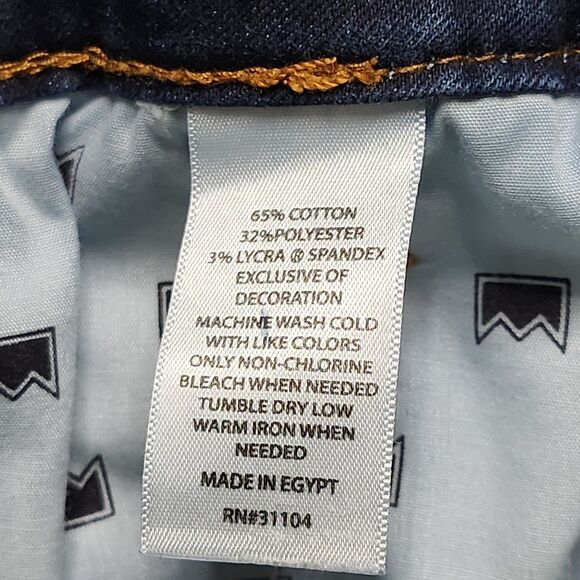 65% COTTON
32%POLYESTER
3% LYCRA ® SPANDEX
EXCLUSIVE OF
DECORATION
MACHINE WASH COLD
WITH LIKE COLORS
ONLY NON-CHLORINE
BLEACH WHEN NEEDED
TUMBLE DRY LOW
WARM IRON WHEN
NEEDED
MADE IN EGYPT
RN#31104